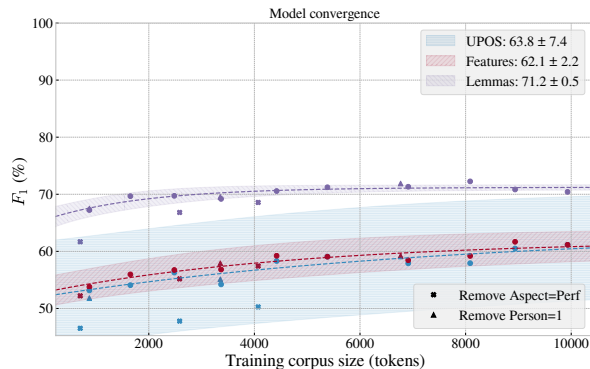 Model convergence
100
90
80
70
60
50
F1 (%)
UPOS: 63.8 ± 7.4
Features: 62.1 ± 2.2
Lemmas: 71.2 ± 0.5
Remove Aspect=Perf
Remove Person=1
2000
4000
6000
8000
10000
Training corpus size (tokens)